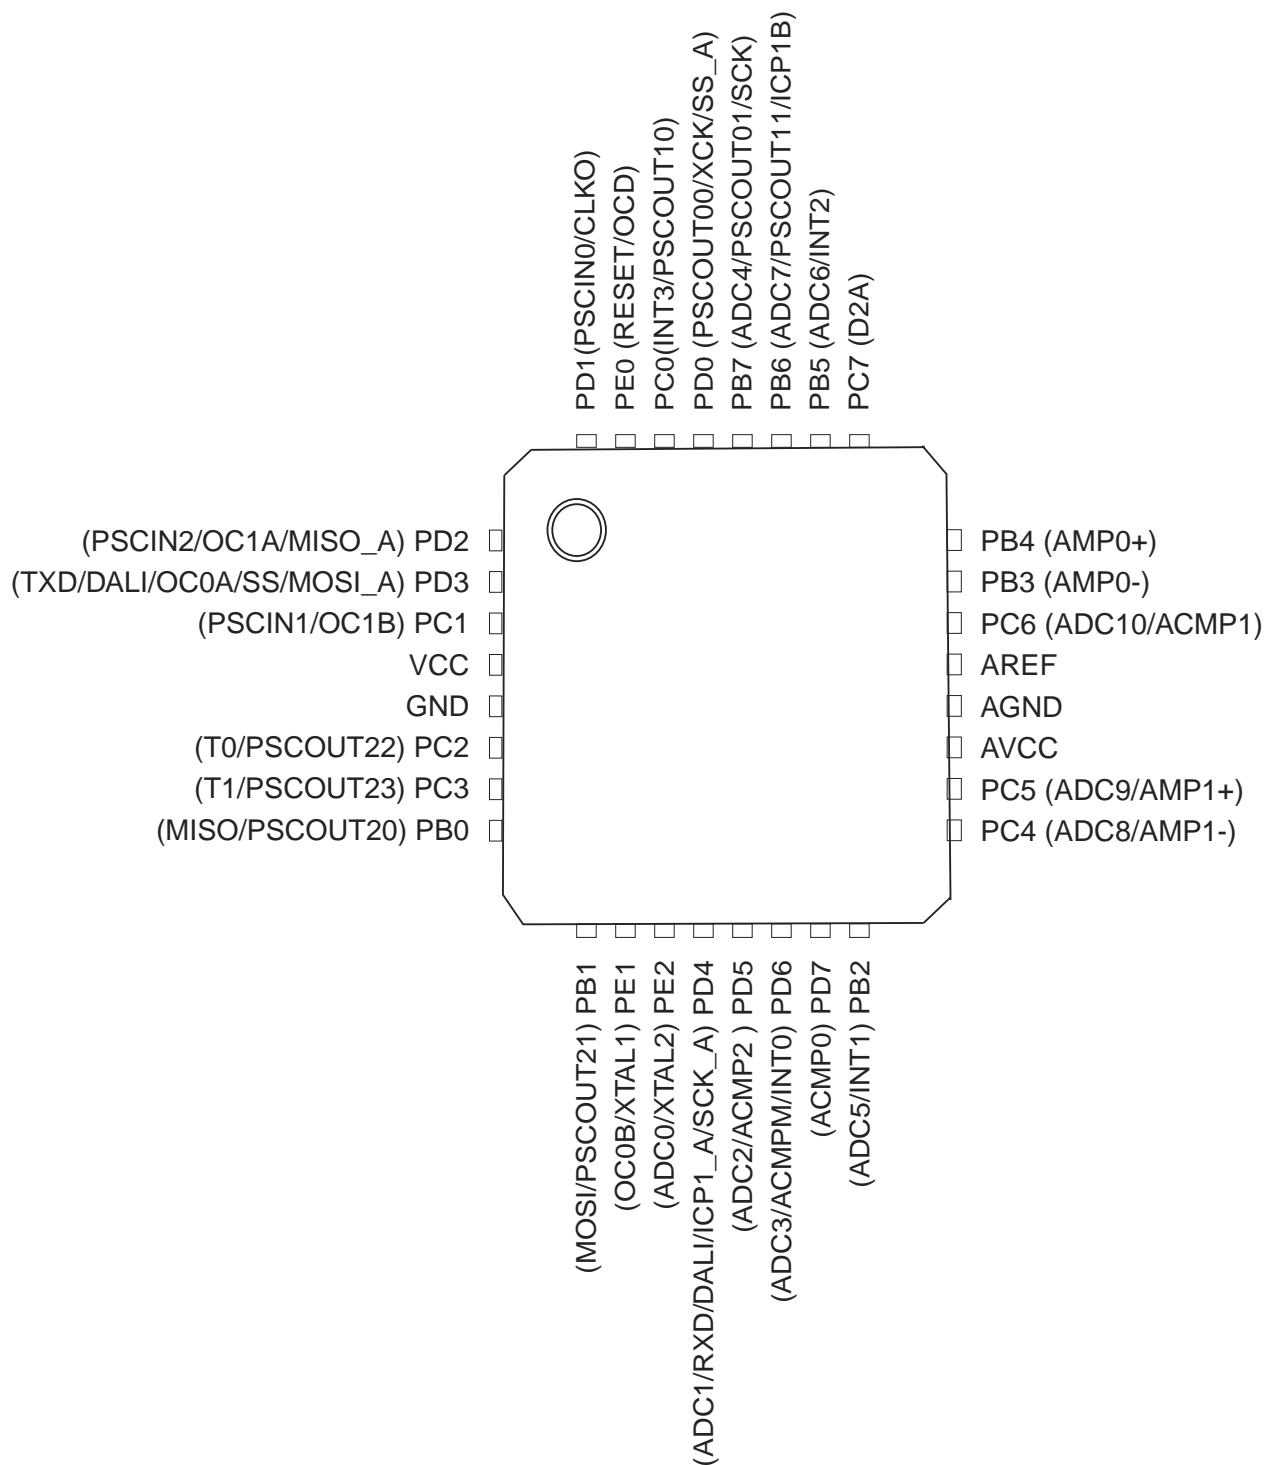 PD1(PSCIN0/CLKO)
PE0 (RESET/OCD)
PC0(INT3/PSCOUT10)
PD0 (PSCOUT00/XCK/SS_A)
PB7 (ADC4/PSCOUT01/SCK)
PB6 (ADC7/PSCOUT11/ICP1B)
PB5 (ADC6/INT2)
PC7 (D2A)
(PSCIN2/OC1A/MISO_A) PD2
(TXD/DALI/OC0A/SS/MOSI_A) PD3
(PSCIN1/OC1B) PC1
VCC
GND
(T0/PSCOUT22) PC2
(T1/PSCOUT23) PC3
(MISO/PSCOUT20) PB0
PB4 (AMP0+)
PB3 (AMP0-)
PC6 (ADC10/ACMP1)
AREF
AGND
AVCC
PC5 (ADC9/AMP1+)
PC4 (ADC8/AMP1-)
(MOSI/PSCOUT21) PB1
(OC0B/XTAL1) PE1
(ADC0/XTAL2) PE2
(ADC1/RXD/DALI/ICP1_A/SCK_A) PD4
(ADC2/ACMP2 ) PD5
(ADC3/ACMPM/INT0) PD6
(ACMP0) PD7
(ADC5/INT1) PB2